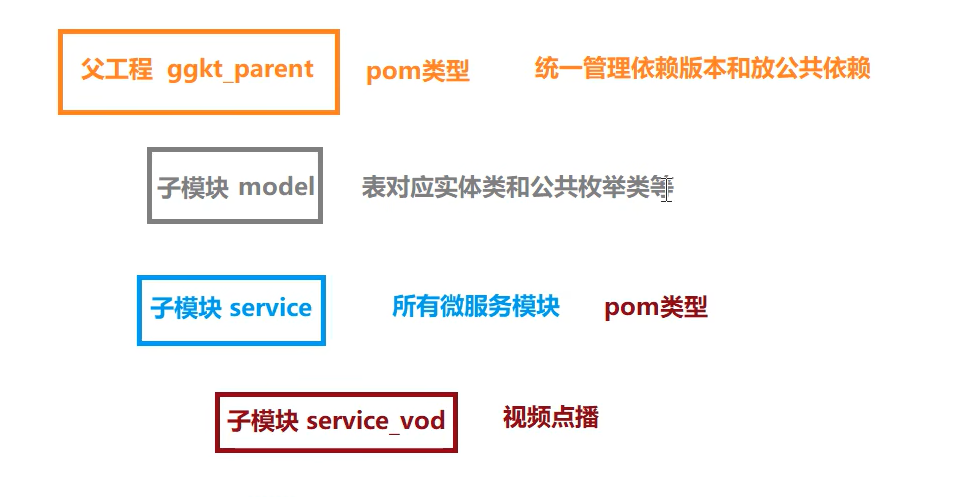 父工程 ggkt_parent pom类型 统一管理依赖版本和放公共依赖
子模块 model 表对应实体类和公共枚举类等
子模块 service 所有微服务模块 pom类型
子模块 service_vod 视频点播